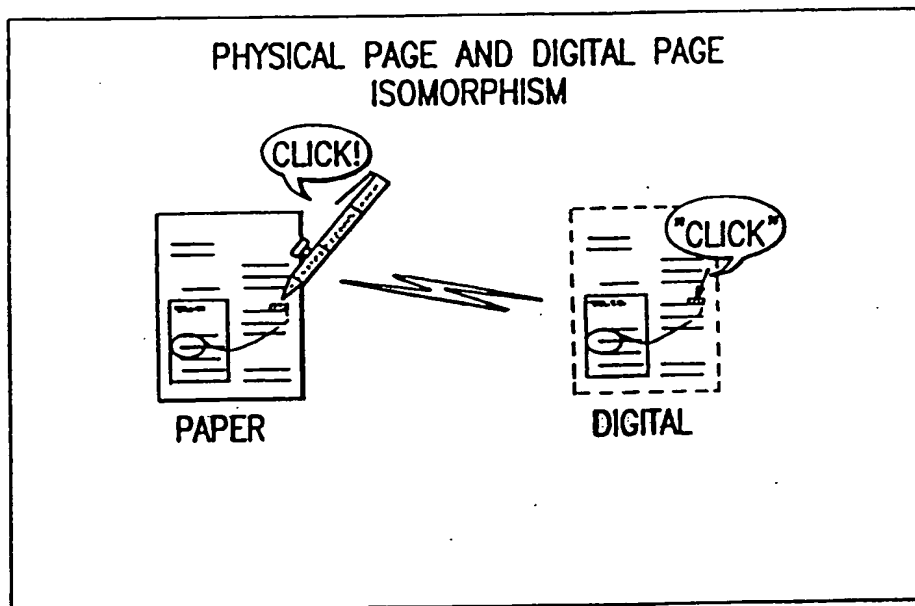 PHYSICAL PAGE AND DIGITAL PAGE
ISOMORPHISM
CLICK!
"CLICK"
PAPER
DIGITAL